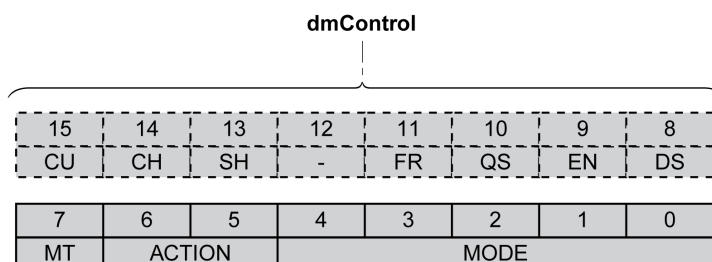 dmControl
15 14 13 12 11 10 9 8
CU CH SH - FR QS EN DS
7 6 5 4 3 2 1 0
MT ACTION MODE